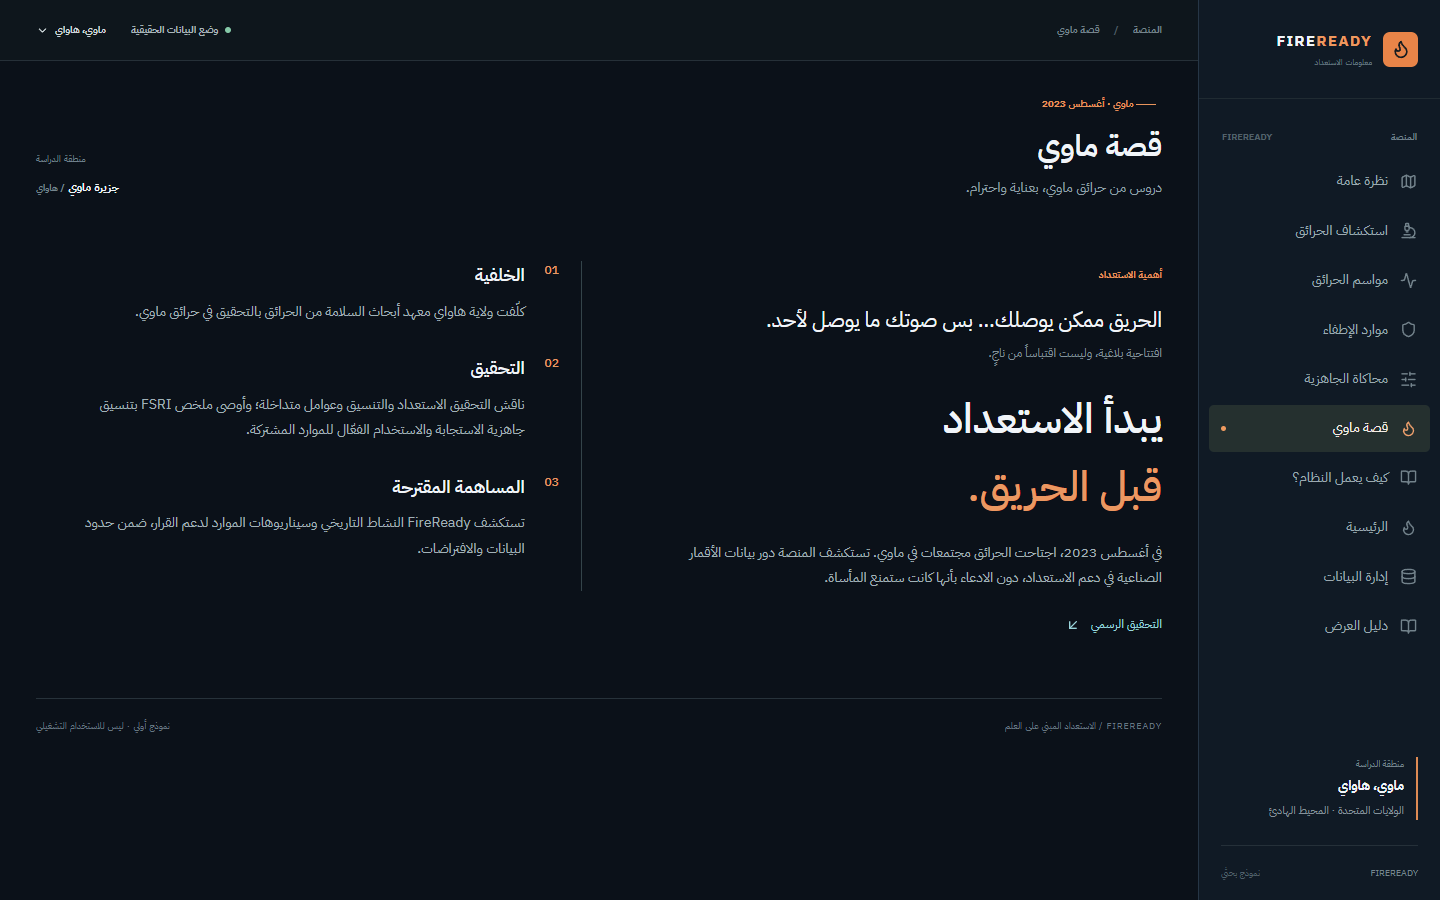 FIREREADY
معلومات الاستعداد
المنصة
FIREREADY
نظرة عامة
استكشاف الحرائق
مواسم الحرائق
موارد الإطفاء
محاكاة الجاهزية
قصة ماوي
كيف يعمل النظام؟
الرئيسية
إدارة البيانات
دليل العرض
منطقة الدراسة
ماوي، هاواي
الولايات المتحدة · المحيط الهادئ
FIREREADY
نموذج بحثي
المنصة / قصة ماوي
وضع البيانات الحقيقية
ماوي، هاواي
ماوي · أغسطس 2023
قصة ماوي
دروس من حرائق ماوي، بعناية واحترام.
منطقة الدراسة
جزيرة ماوي / هاواي
أهمية الاستعداد
الحريق ممكن يوصلك... بس صوتك ما يوصل لأحد.
افتتاحية بلاغية، وليست اقتباساً من ناجٍ.
يبدأ الاستعداد
قبل الحريق.
في أغسطس 2023، اجتاحت الحرائق مجتمعات في ماوي. تستكشف المنصة دور بيانات الأقمار
الصناعية في دعم الاستعداد، دون الادعاء بأنها كانت ستمنع المأساة.
التحقيق الرسمي
01
الخلفية
كلّفت ولاية هاواي معهد أبحاث السلامة من الحرائق بالتحقيق في حرائق ماوي.
02
التحقيق
ناقش التحقيق الاستعداد والتنسيق وعوامل متداخلة؛ وأوصى ملخص FSRI بتنسيق
جاهزية الاستجابة والاستخدام الفعّال للموارد المشتركة.
03
المساهمة المقترحة
تستكشف FireReady النشاط التاريخي وسيناريوهات الموارد لدعم القرار، ضمن حدود
البيانات والافتراضات.
FIREREADY / الاستعداد المبني على العلم
نموذج أولي · ليس للاستخدام التشغيلي